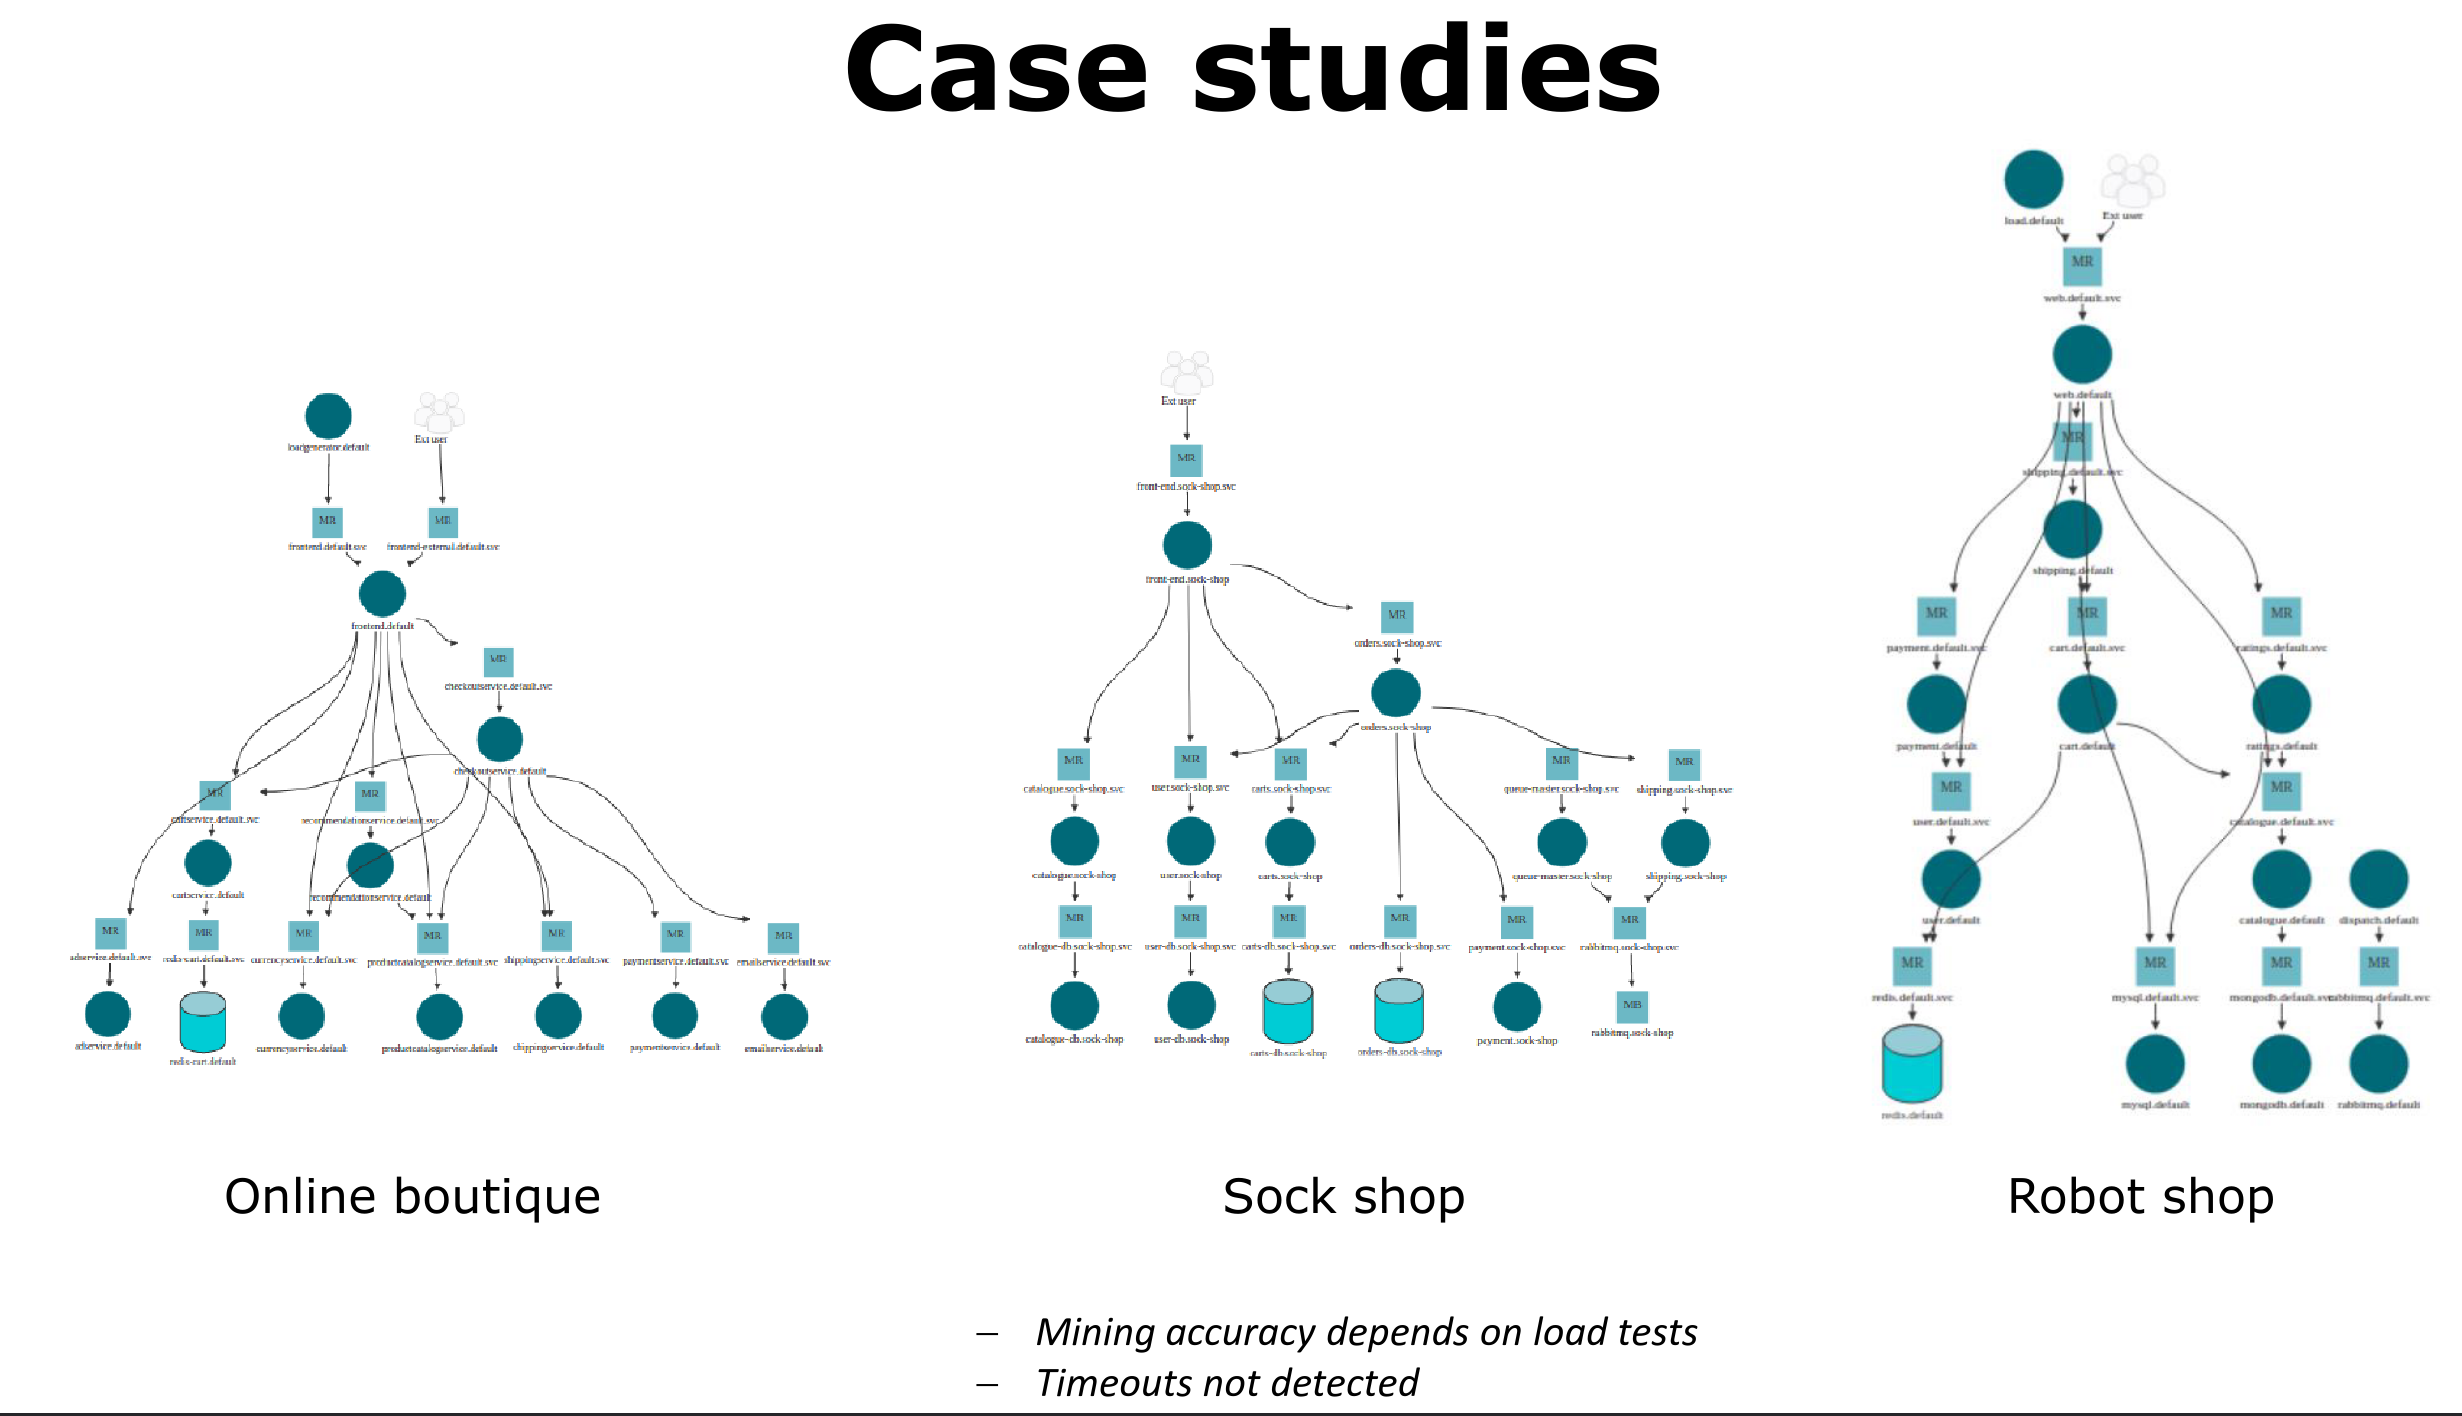 Case studies
loadgenerator.default
Ext user
MR
MR
frontend.default.svc
frontend-external.default.svc
frontend.default
MR
checkoutservice.default.svc
checkoutservice.default
MR
MR
cartservice.default.svc
recommendationservice.default.svc
cartservice.default
recommendationservice.default
MR
MR
MR
MR
MR
MR
MR
adservice.default.svc
redis-cart.default.svc
currencyservice.default.svc
productcatalogservice.default.svc
shippingservice.default.svc
paymentservice.default.svc
emailservice.default.svc
adservice.default
redis-cart.default
currencyservice.default
productcatalogservice.default
shippingservice.default
paymentservice.default
emailservice.default
Online boutique
Ext user
MR
front-end.sock-shop.svc
front-end.sock-shop
MR
orders.sock-shop.svc
orders.sock-shop
MR
MR
MR
MR
MR
catalogue.sock-shop.svc
user.sock-shop.svc
carts.sock-shop.svc
queue-master.sock-shop.svc
shipping.sock-shop.svc
catalogue.sock-shop
user.sock-shop
carts.sock-shop
queue-master.sock-shop
shipping.sock-shop
MR
MR
MR
MR
MR
MR
catalogue-db.sock-shop.svc
user-db.sock-shop.svc
carts-db.sock-shop.svc
orders-db.sock-shop.svc
payment.sock-shop.svc
rabbitmq.sock-shop.svc
MB
catalogue-db.sock-shop
user-db.sock-shop
carts-db.sock-shop
orders-db.sock-shop
payment.sock-shop
rabbitmq.sock-shop
Sock shop
load.default
Ext user
MR
web.default.svc
web.default
MR
shipping.default.svc
shipping.default
MR
MR
MR
payment.default.svc
cart.default.svc
ratings.default.svc
payment.default
cart.default
ratings.default
MR
MR
user.default.svc
catalogue.default.svc
user.default
catalogue.default
dispatch.default
MR
MR
MR
MR
redis.default.svc
mysql.default.svc
mongodb.default.svc
rabbitmq.default.svc
redis.default
mysql.default
mongodb.default
rabbitmq.default
Robot shop
– Mining accuracy depends on load tests
– Timeouts not detected